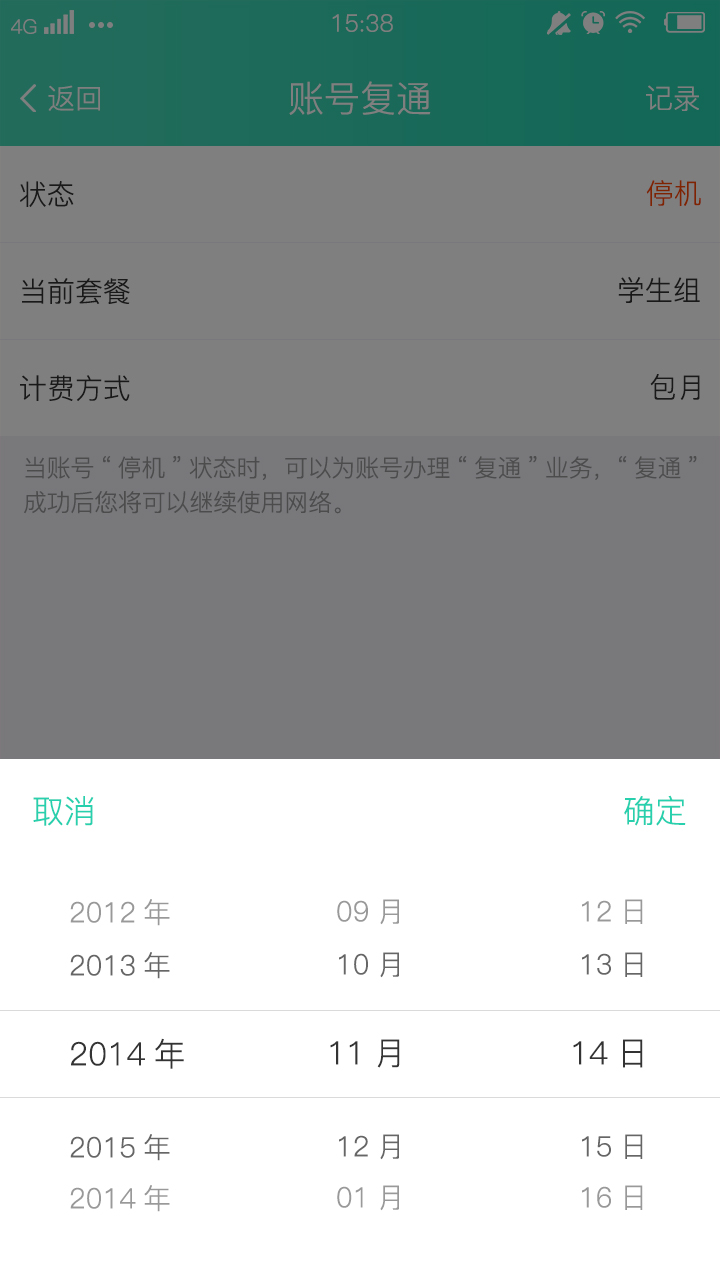 4G 15:38
返回 账号复通 记录
状态 停机
当前套餐 学生组
计费方式 包月
当账号“停机”状态时，可以为账号办理“复通”业务，“复通”
成功后您将可以继续使用网络。
取消 确定
2012 年 09 月 12 日
2013 年 10 月 13 日
2014 年 11 月 14 日
2015 年 12 月 15 日
2014 年 01 月 16 日